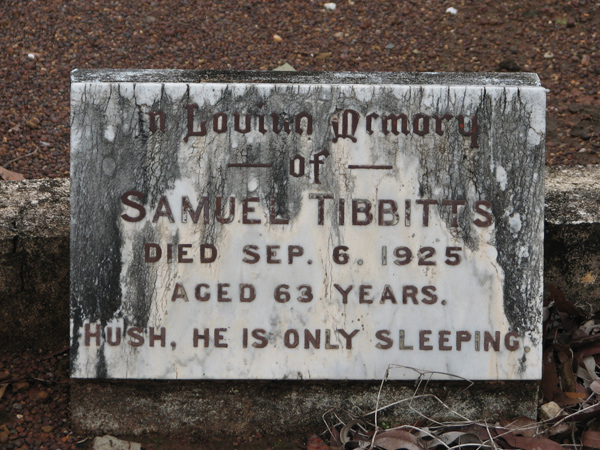 In Loving Memory
of
SAMUEL TIBBITTS
DIED SEP. 6. 1925
AGED 63 YEARS.
HUSH, HE IS ONLY SLEEPING.